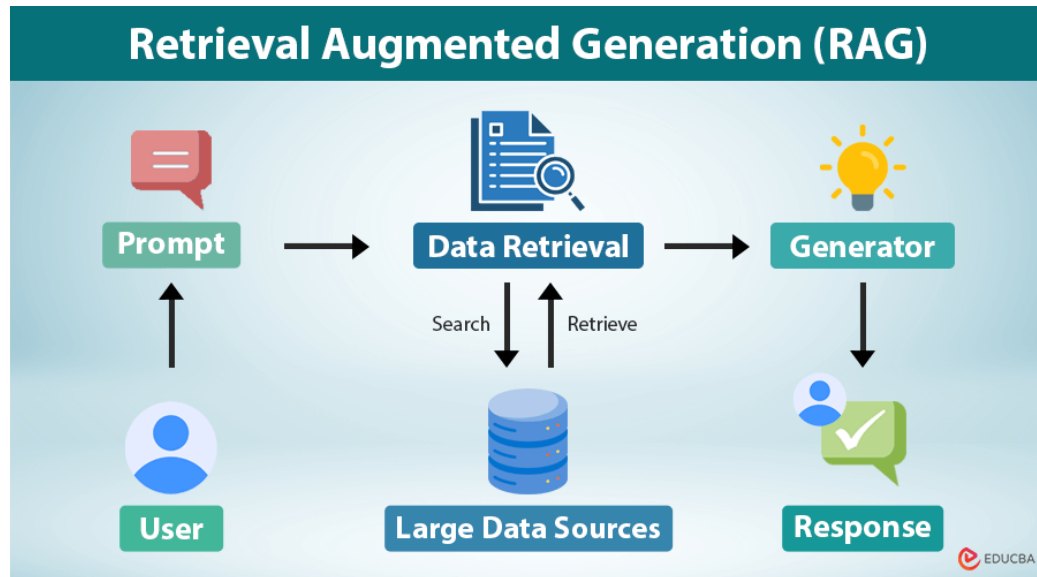 Retrieval Augmented Generation (RAG)
Prompt
Data Retrieval
Generator
Search
Retrieve
User
Large Data Sources
Response
EDUCBA